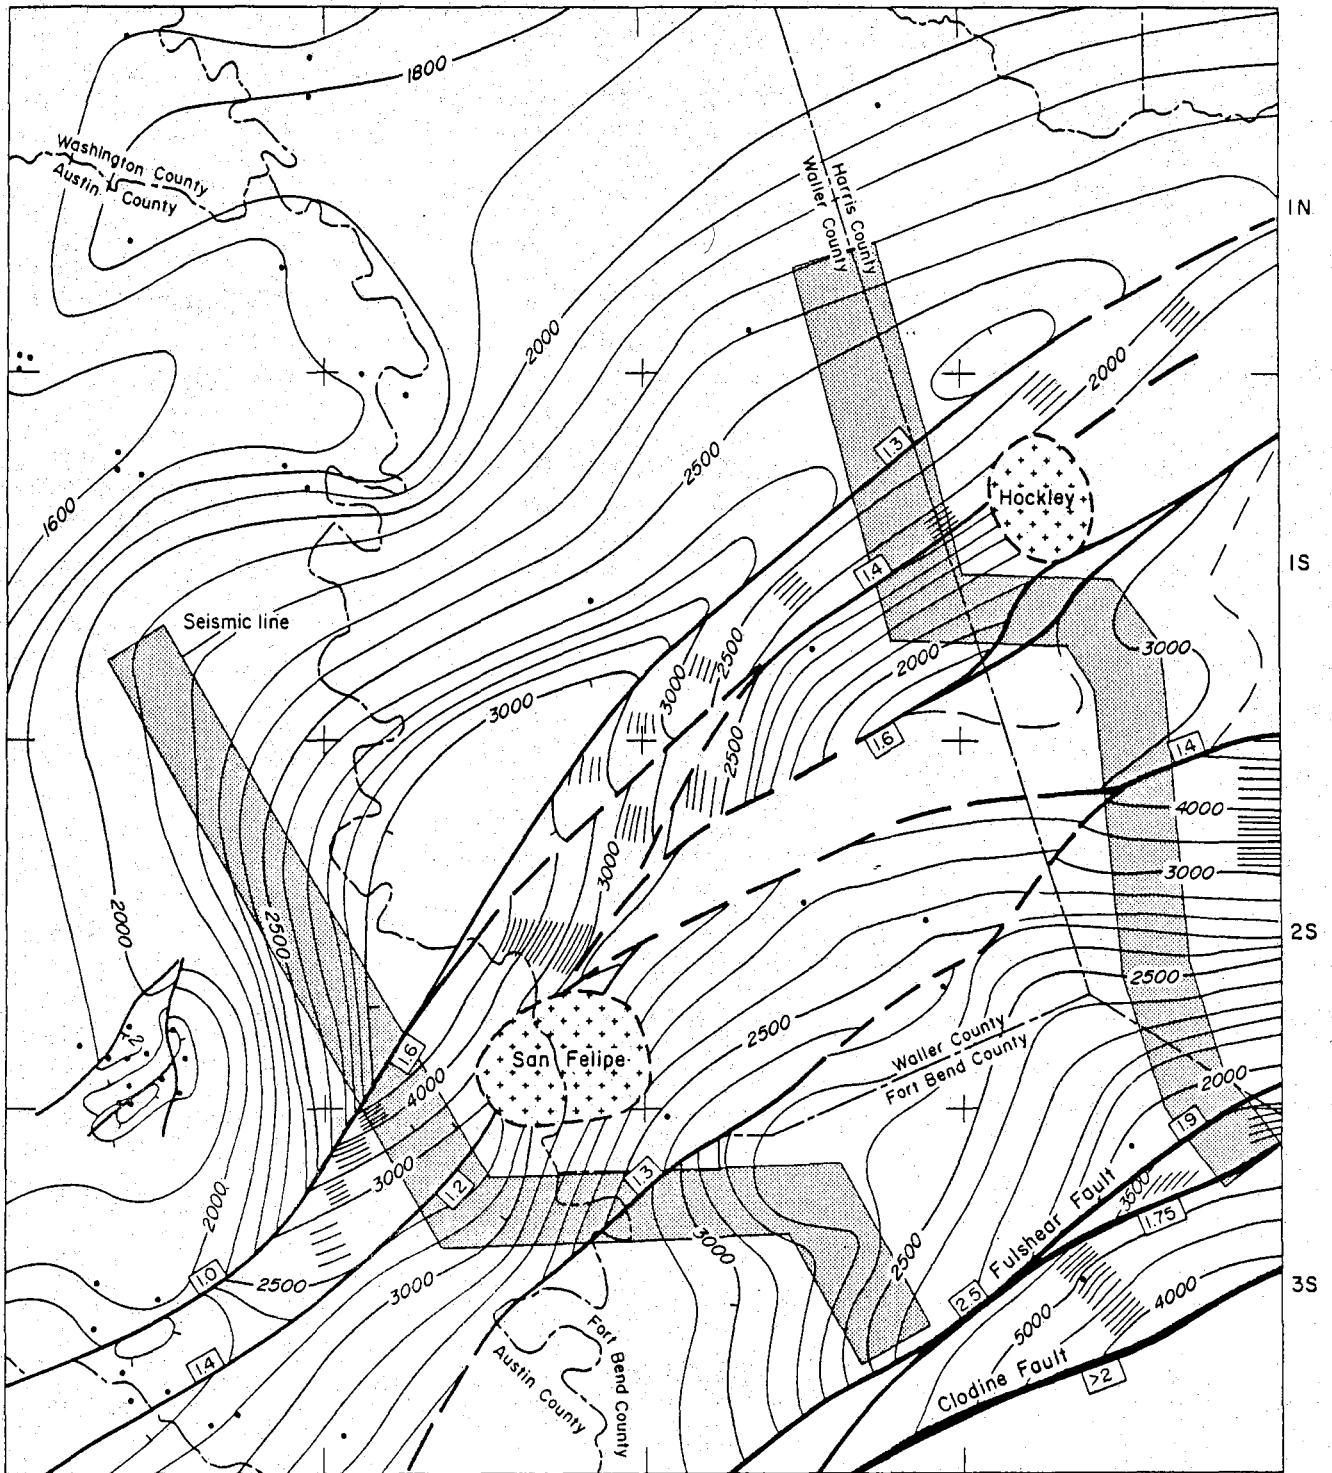 1800
Washington County
Austin County
Harris County
Waller County
1N
2000
2000
2500
1.3
Hockley
1600
1.4
1S
Seismic line
2500
3000
2000
3000
3000
2500
1.6
1.4
4000
3000
3000
2000
2500
2S
2500
2500
San Felipe
Waller County
Fort Bend County
1.2
1.6
4000
2000
1.9
3000
1.2
1.3
3500
2000
1.75
3000
2500
Fulshear Fault
1.0
2500
3000
2.5
4000
3S
5000
Fort Bend County
Austin County
1.4
Clodine Fault
>2